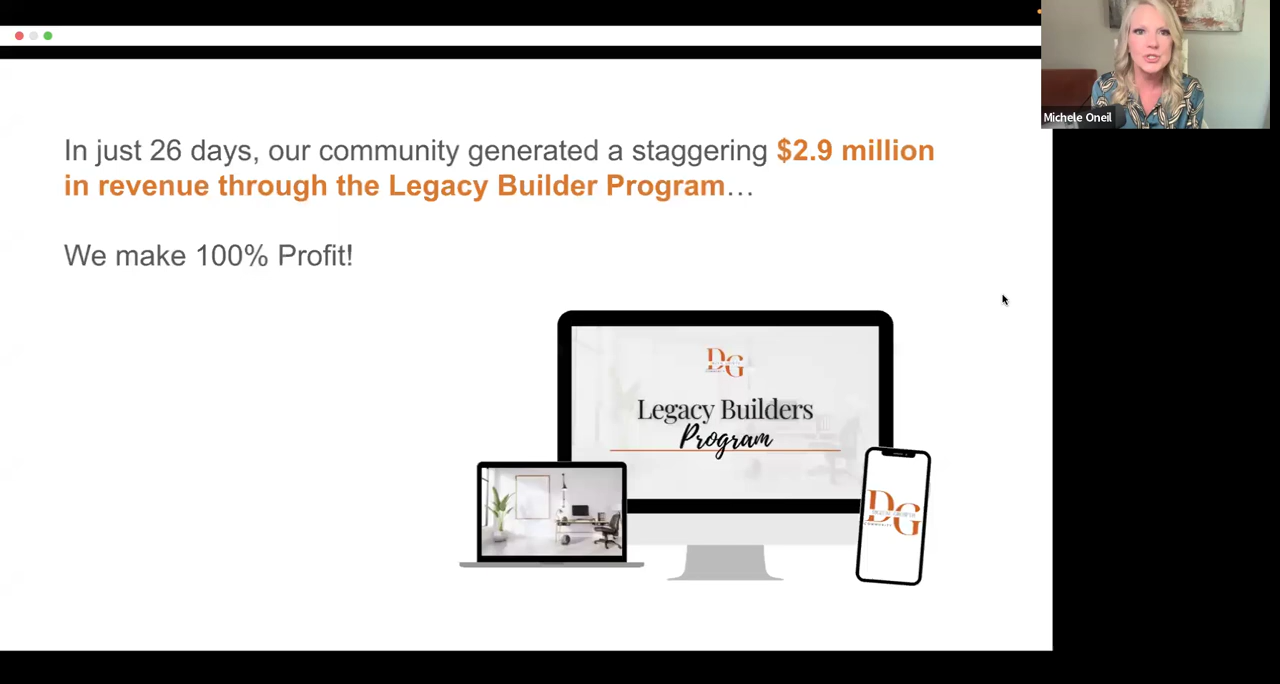 Michele Oneil
In just 26 days, our community generated a staggering $2.9 million
in revenue through the Legacy Builder Program…
We make 100% Profit!
DG
Legacy Builders
Program
DG
COMMUNITY